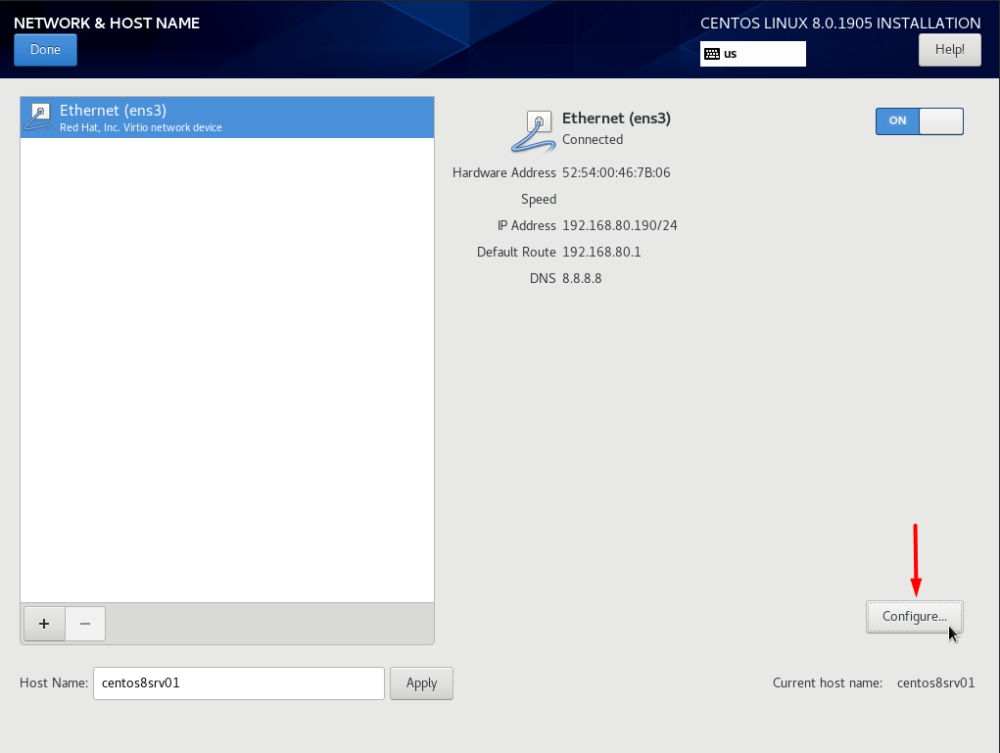 NETWORK & HOST NAME
CENTOS LINUX 8.0.1905 INSTALLATION
Done
us
Help!
Ethernet (ens3)
Red Hat, Inc. Virtio network device
Ethernet (ens3)
Connected
ON
Hardware Address 52:54:00:46:7B:06
Speed
IP Address 192.168.80.190/24
Default Route 192.168.80.1
DNS 8.8.8.8
+ −
Configure...
Host Name: centos8srv01 Apply
Current host name: centos8srv01